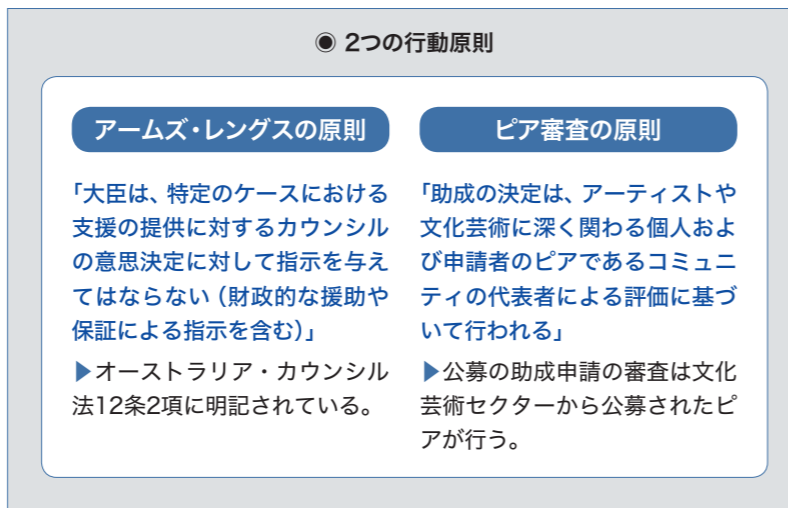 ◉ 2つの行動原則
アームズ・レングスの原則
「大臣は、特定のケースにおける
支援の提供に対するカウンシル
の意思決定に対して指示を与え
てはならない（財政的な援助や
保証による指示を含む）」
▶オーストラリア・カウンシル
法12条2項に明記されている。
ピア審査の原則
「助成の決定は、アーティストや
文化芸術に深く関わる個人およ
び申請者のピアであるコミュニ
ティの代表者による評価に基づ
いて行われる」
▶公募の助成申請の審査は文化
芸術セクターから公募されたピ
アが行う。